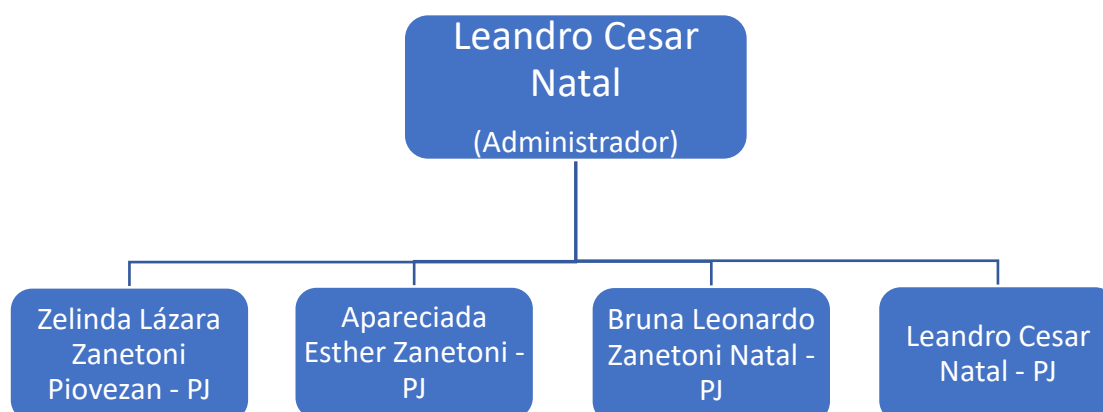 Leandro Cesar
Natal
(Administrador)
Zelinda Lázara
Zanetoni
Piovezan - PJ
Apareciada
Esther Zanetoni -
PJ
Bruna Leonardo
Zanetoni Natal -
PJ
Leandro Cesar
Natal - PJ